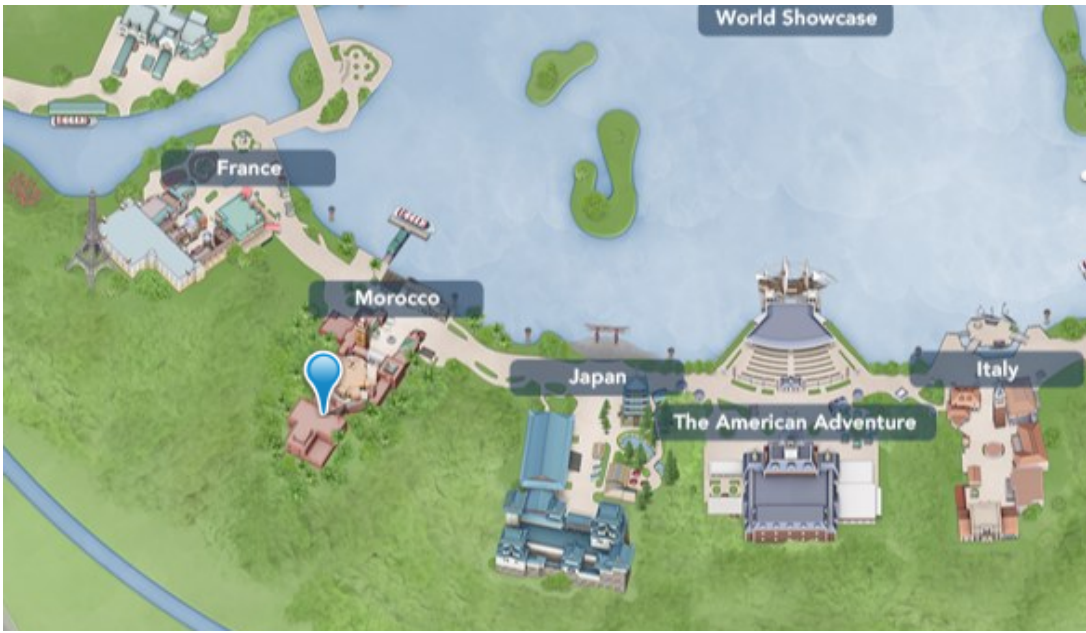 World Showcase
France
Morocco
Japan
Italy
The American Adventure